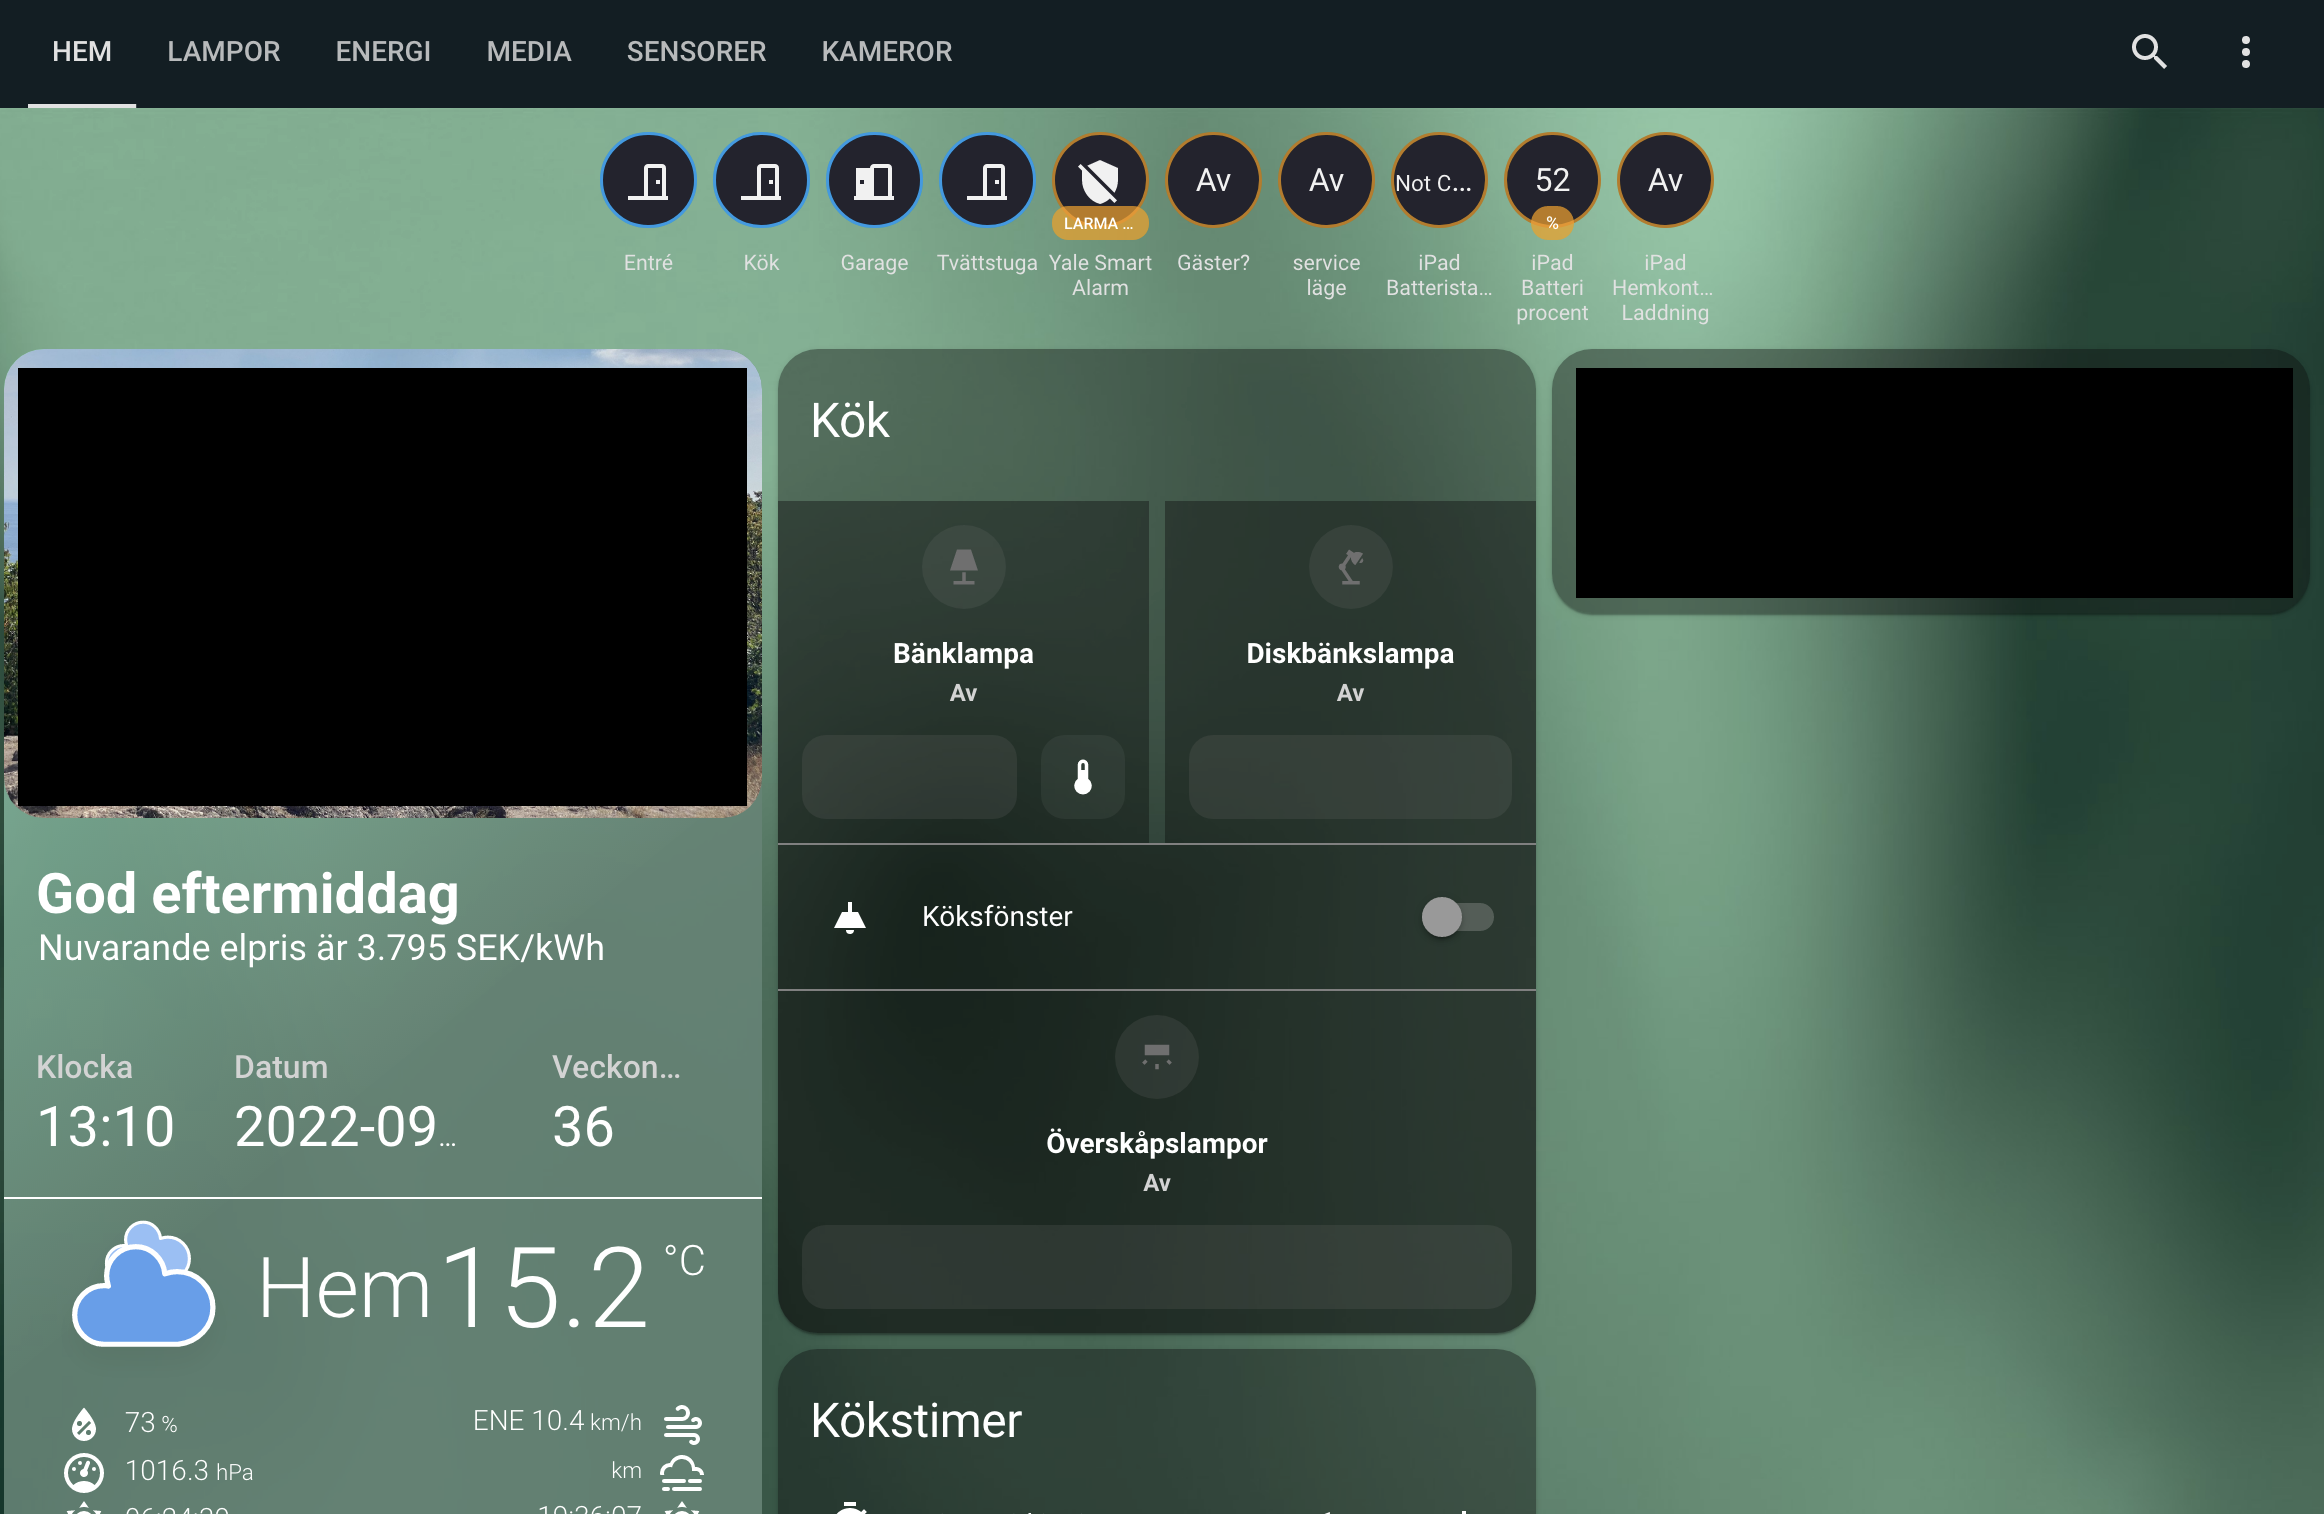 HEM LAMPOR ENERGI MEDIA SENSORER KAMEROR
Av Av Not C... 52 Av
LARMA ... %
Entré Kök Garage Tvättstuga Yale Smart Gäster? service iPad iPad iPad
Alarm läge Batterista... Batteri Hemkont...
procent Laddning
Kök
Bänklampa Diskbänkslampa
Av Av
God eftermiddag
Nuvarande elpris är 3.795 SEK/kWh
Köksfönster
Klocka Datum Veckon...
13:10 2022-09... 36
Överskåpslampor
Av
Hem 15.2 °C
73 % ENE 10.4 km/h
1016.3 hPa km
Kökstimer